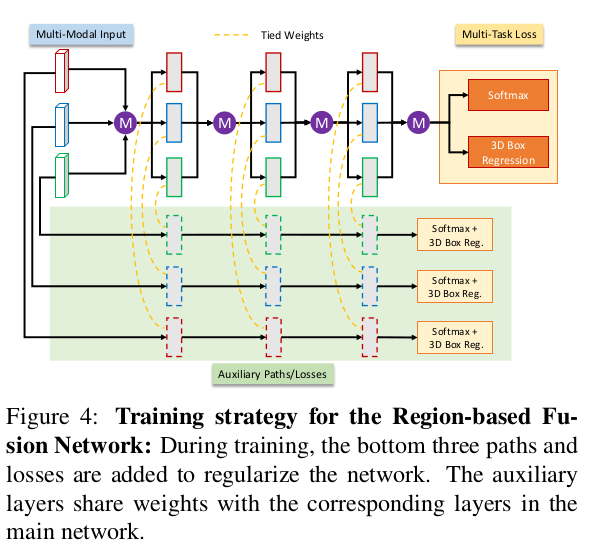 Multi-Modal Input
Tied Weights
Multi-Task Loss
M
M
M
M
Softmax
3D Box
Regression
Softmax +
3D Box Reg.
Softmax +
3D Box Reg.
Softmax +
3D Box Reg.
Auxiliary Paths/Losses
Figure 4: Training strategy for the Region-based Fu-
sion Network: During training, the bottom three paths and
losses are added to regularize the network. The auxiliary
layers share weights with the corresponding layers in the
main network.